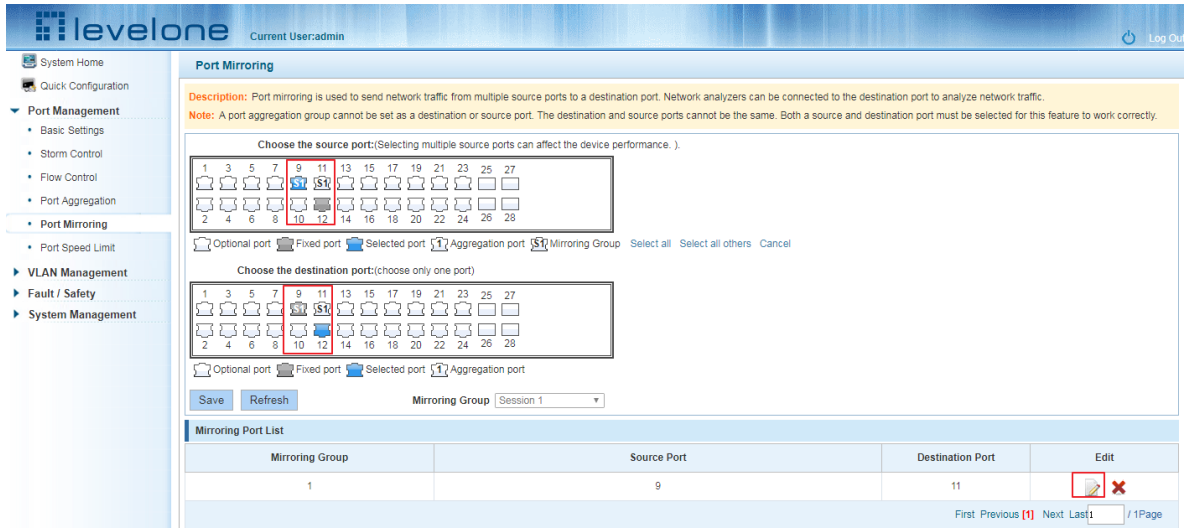 levelone Current User:admin Log Out
System Home
Quick Configuration
Port Management
Basic Settings
Storm Control
Flow Control
Port Aggregation
Port Mirroring
Port Speed Limit
VLAN Management
Fault / Safety
System Management
Port Mirroring
Description: Port mirroring is used to send network traffic from multiple source ports to a destination port. Network analyzers can be connected to the destination port to analyze network traffic.
Note: A port aggregation group cannot be set as a destination or source port. The destination and source ports cannot be the same. Both a source and destination port must be selected for this feature to work correctly.
Choose the source port:(Selecting multiple source ports can affect the device performance. ).
1 3 5 7 9 11 13 15 17 19 21 23 25 27
S1 S1
2 4 6 8 10 12 14 16 18 20 22 24 26 28
Optional port Fixed port Selected port 1 Aggregation port S1 Mirroring Group Select all Select all others Cancel
Choose the destination port:(choose only one port)
1 3 5 7 9 11 13 15 17 19 21 23 25 27
S1 S1
2 4 6 8 10 12 14 16 18 20 22 24 26 28
Optional port Fixed port Selected port 1 Aggregation port
Save Refresh Mirroring Group Session 1
Mirroring Port List
Mirroring Group Source Port Destination Port Edit
1 9 11
First Previous [1] Next Last 1 / 1Page